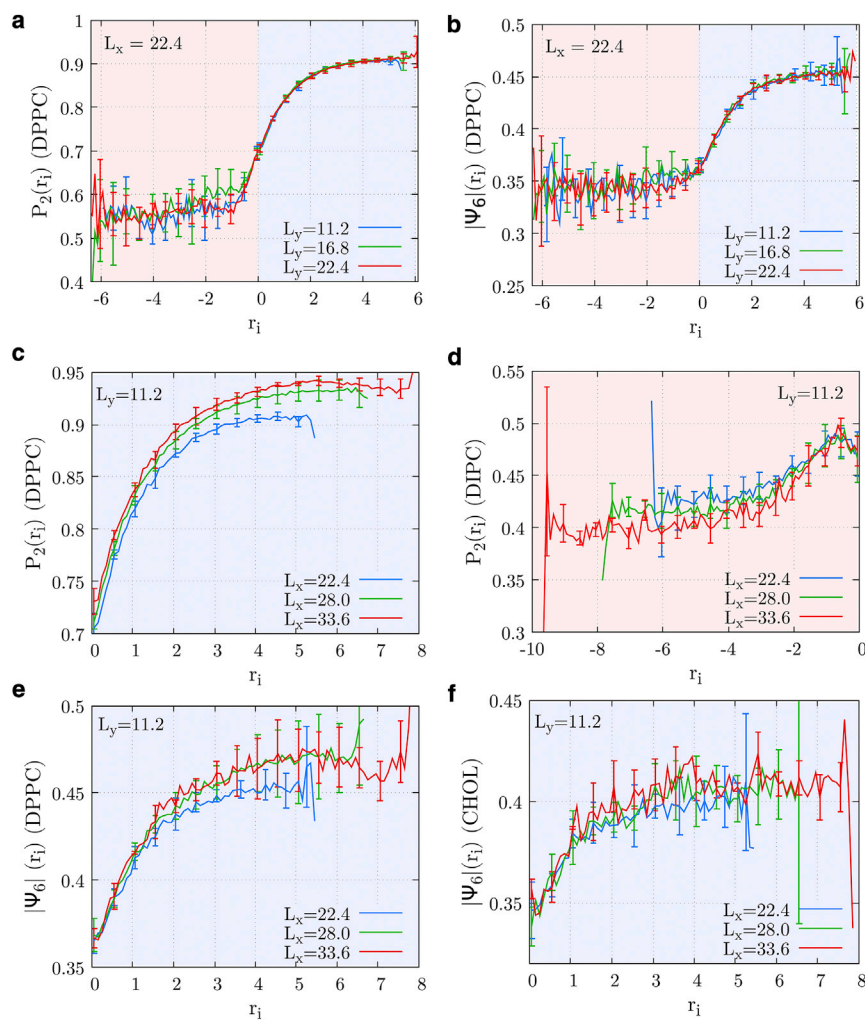 a
L_x = 22.4
P_2(r_i) (DPPC)
1
0.9
0.8
0.7
0.6
0.5
0.4
L_y=11.2
L_y=16.8
L_y=22.4
-6 -4 -2 0 2 4 6
r_i
b
L_x = 22.4
|Ψ_6|(r_i) (DPPC)
0.5
0.45
0.4
0.35
0.3
0.25
L_y=11.2
L_y=16.8
L_y=22.4
-6 -4 -2 0 2 4 6
r_i
c
L_y=11.2
P_2(r_i) (DPPC)
0.95
0.9
0.85
0.8
0.75
0.7
L_x=22.4
L_x=28.0
L_x=33.6
0 1 2 3 4 5 6 7 8
r_i
d
L_y=11.2
P_2(r_i) (DIPC)
0.55
0.5
0.45
0.4
0.35
0.3
L_x=22.4
L_x=28.0
L_x=33.6
-10 -8 -6 -4 -2 0
r_i
e
L_y=11.2
|Ψ_6| (r_i) (DPPC)
0.5
0.45
0.4
0.35
L_x=22.4
L_x=28.0
L_x=33.6
0 1 2 3 4 5 6 7 8
r_i
f
L_y=11.2
|Ψ_6|(r_i) (CHOL)
0.45
0.40
0.35
L_x=22.4
L_x=28.0
L_x=33.6
0 1 2 3 4 5 6 7 8
r_i